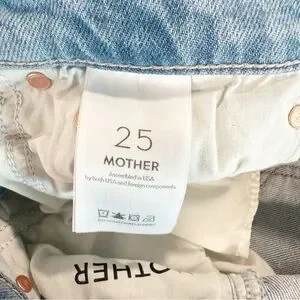 25
MOTHER
Assembled in USA
by both USA and foreign components
OTHER